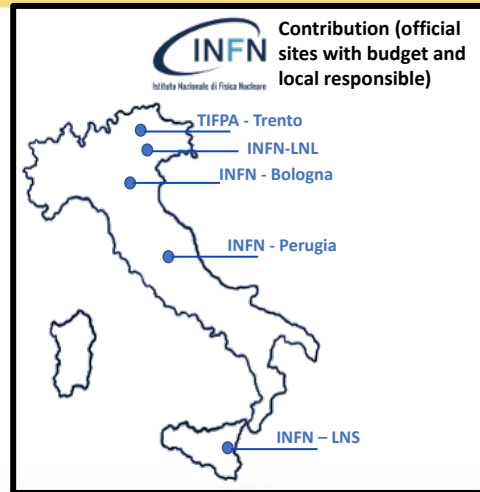 INFN
Istituto Nazionale di Fisica Nucleare
Contribution (official
sites with budget and
local responsible)
TIFPA - Trento
INFN-LNL
INFN - Bologna
INFN - Perugia
INFN – LNS